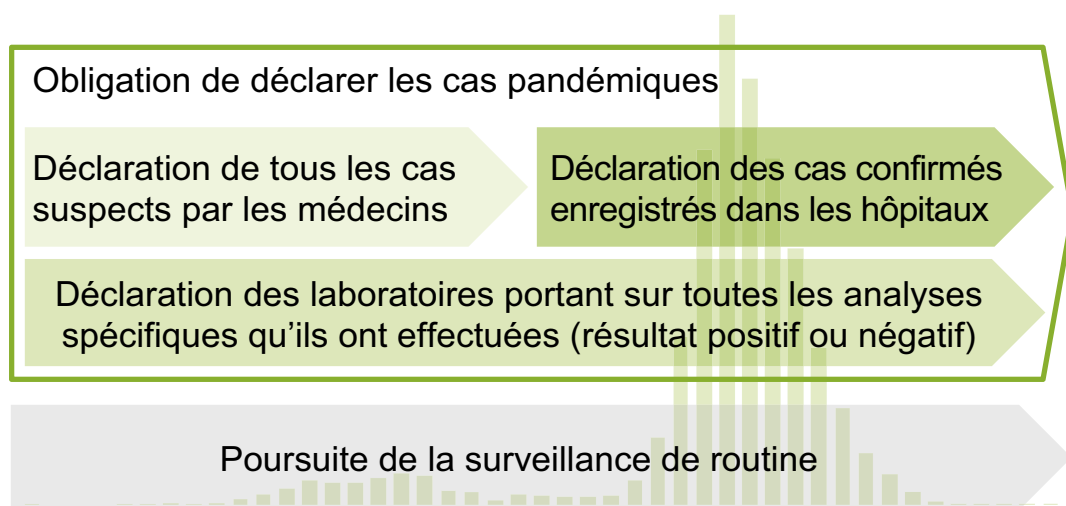 Obligation de déclarer les cas pandémiques
Déclaration de tous les cas
suspects par les médecins
Déclaration des cas confirmés
enregistrés dans les hôpitaux
Déclaration des laboratoires portant sur toutes les analyses
spécifiques qu’ils ont effectuées (résultat positif ou négatif)
Poursuite de la surveillance de routine